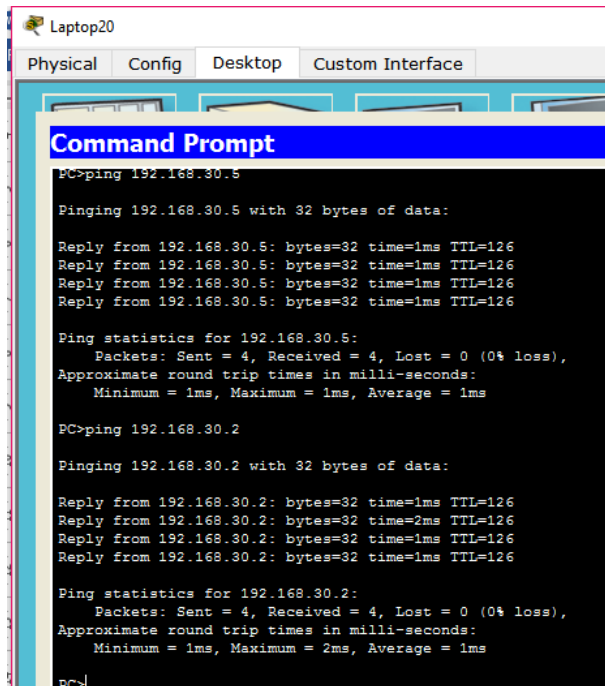 Laptop20
Physical Config Desktop Custom Interface
Command Prompt
PC>ping 192.168.30.5
Pinging 192.168.30.5 with 32 bytes of data:
Reply from 192.168.30.5: bytes=32 time=1ms TTL=126
Reply from 192.168.30.5: bytes=32 time=1ms TTL=126
Reply from 192.168.30.5: bytes=32 time=1ms TTL=126
Reply from 192.168.30.5: bytes=32 time=1ms TTL=126
Ping statistics for 192.168.30.5:
Packets: Sent = 4, Received = 4, Lost = 0 (0% loss),
Approximate round trip times in milli-seconds:
Minimum = 1ms, Maximum = 1ms, Average = 1ms
PC>ping 192.168.30.2
Pinging 192.168.30.2 with 32 bytes of data:
Reply from 192.168.30.2: bytes=32 time=1ms TTL=126
Reply from 192.168.30.2: bytes=32 time=2ms TTL=126
Reply from 192.168.30.2: bytes=32 time=1ms TTL=126
Reply from 192.168.30.2: bytes=32 time=1ms TTL=126
Ping statistics for 192.168.30.2:
Packets: Sent = 4, Received = 4, Lost = 0 (0% loss),
Approximate round trip times in milli-seconds:
Minimum = 1ms, Maximum = 2ms, Average = 1ms
PC>